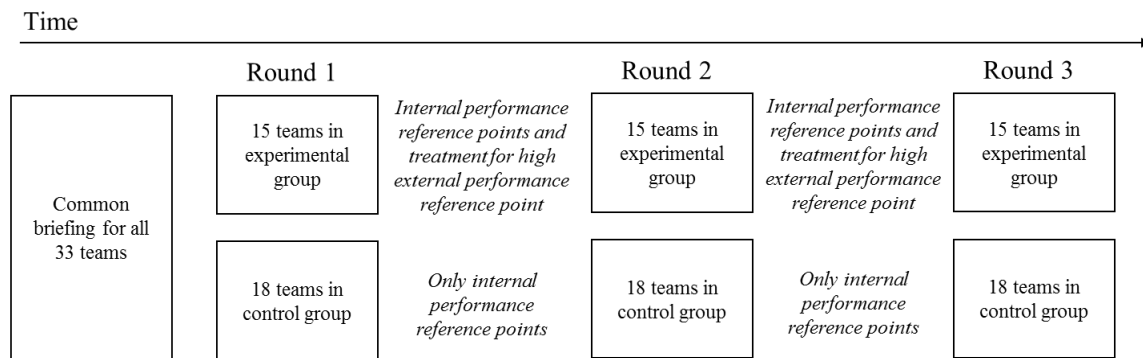 Time
Round 1
Round 2
Round 3
Common
briefing for all
33 teams
15 teams in
experimental
group
Internal performance
reference points and
treatment for high
external performance
reference point
15 teams in
experimental
group
Internal performance
reference points and
treatment for high
external performance
reference point
15 teams in
experimental
group
18 teams in
control group
Only internal
performance
reference points
18 teams in
control group
Only internal
performance
reference points
18 teams in
control group